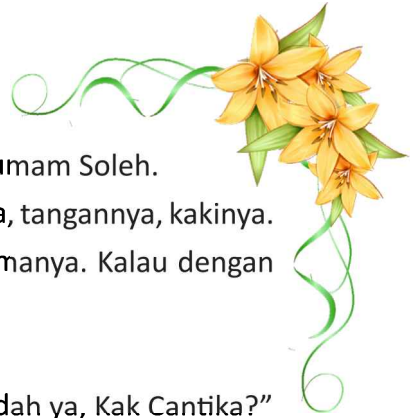 umam Soleh.
a, tangannya, kakinya.
manya. Kalau dengan
dah ya, Kak Cantika?"